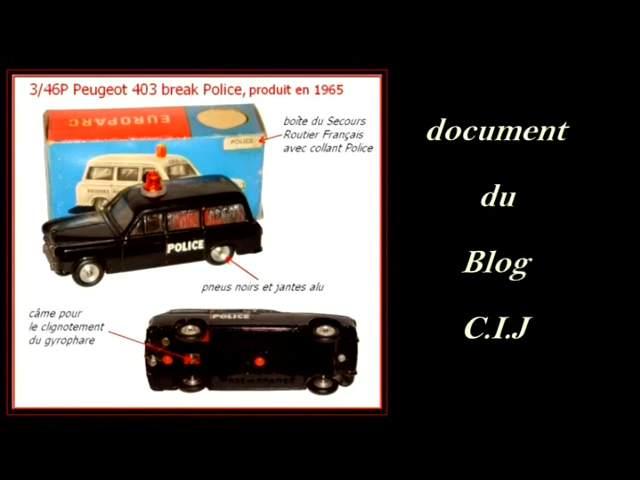 3/46P Peugeot 403 break Police, produit en 1965
EUROPARC
boîte du Secours
Routier Français
avec collant Police
POLICE
POLICE
pneus noirs et jantes alu
câme pour
le clignotement
du gyrophare
POLICE
document
du
Blog
C.I.J